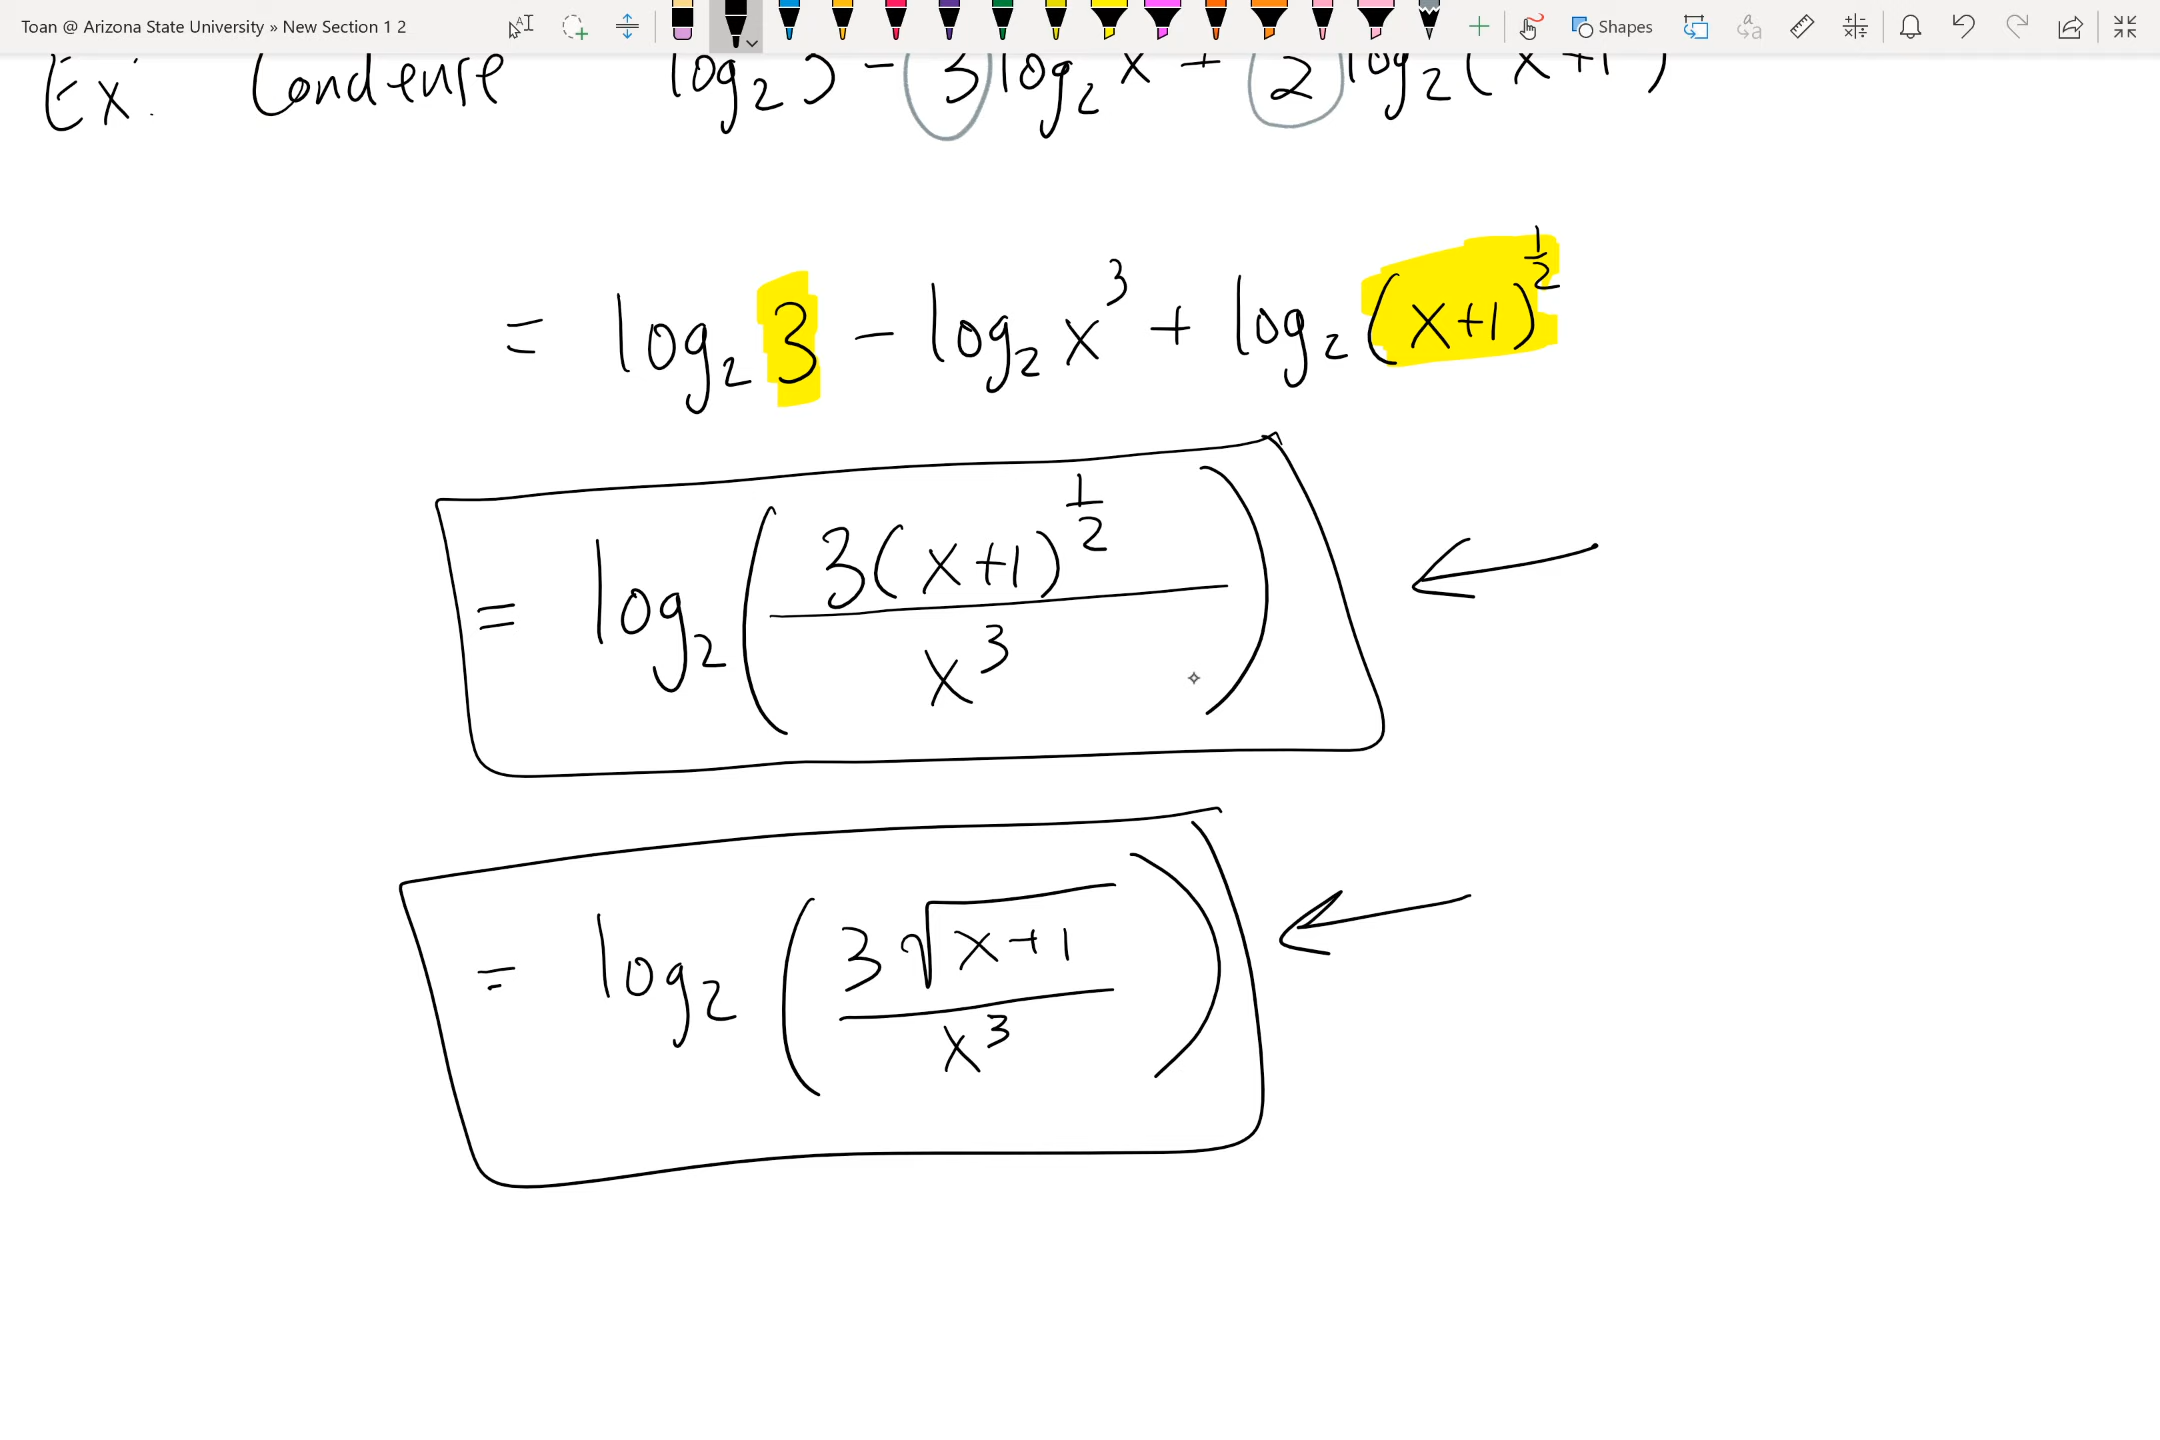 Toan @ Arizona State University » New Section 1 2 Shapes
Ex: Condense log₂ 3 − 3 log₂ x + 2 log₂ (x+1)
= log₂ 3 − log₂ x³ + log₂ (x+1)^(1/2)
= log₂ ( 3(x+1)^(1/2) / x³ )
= log₂ ( 3√(x+1) / x³ )